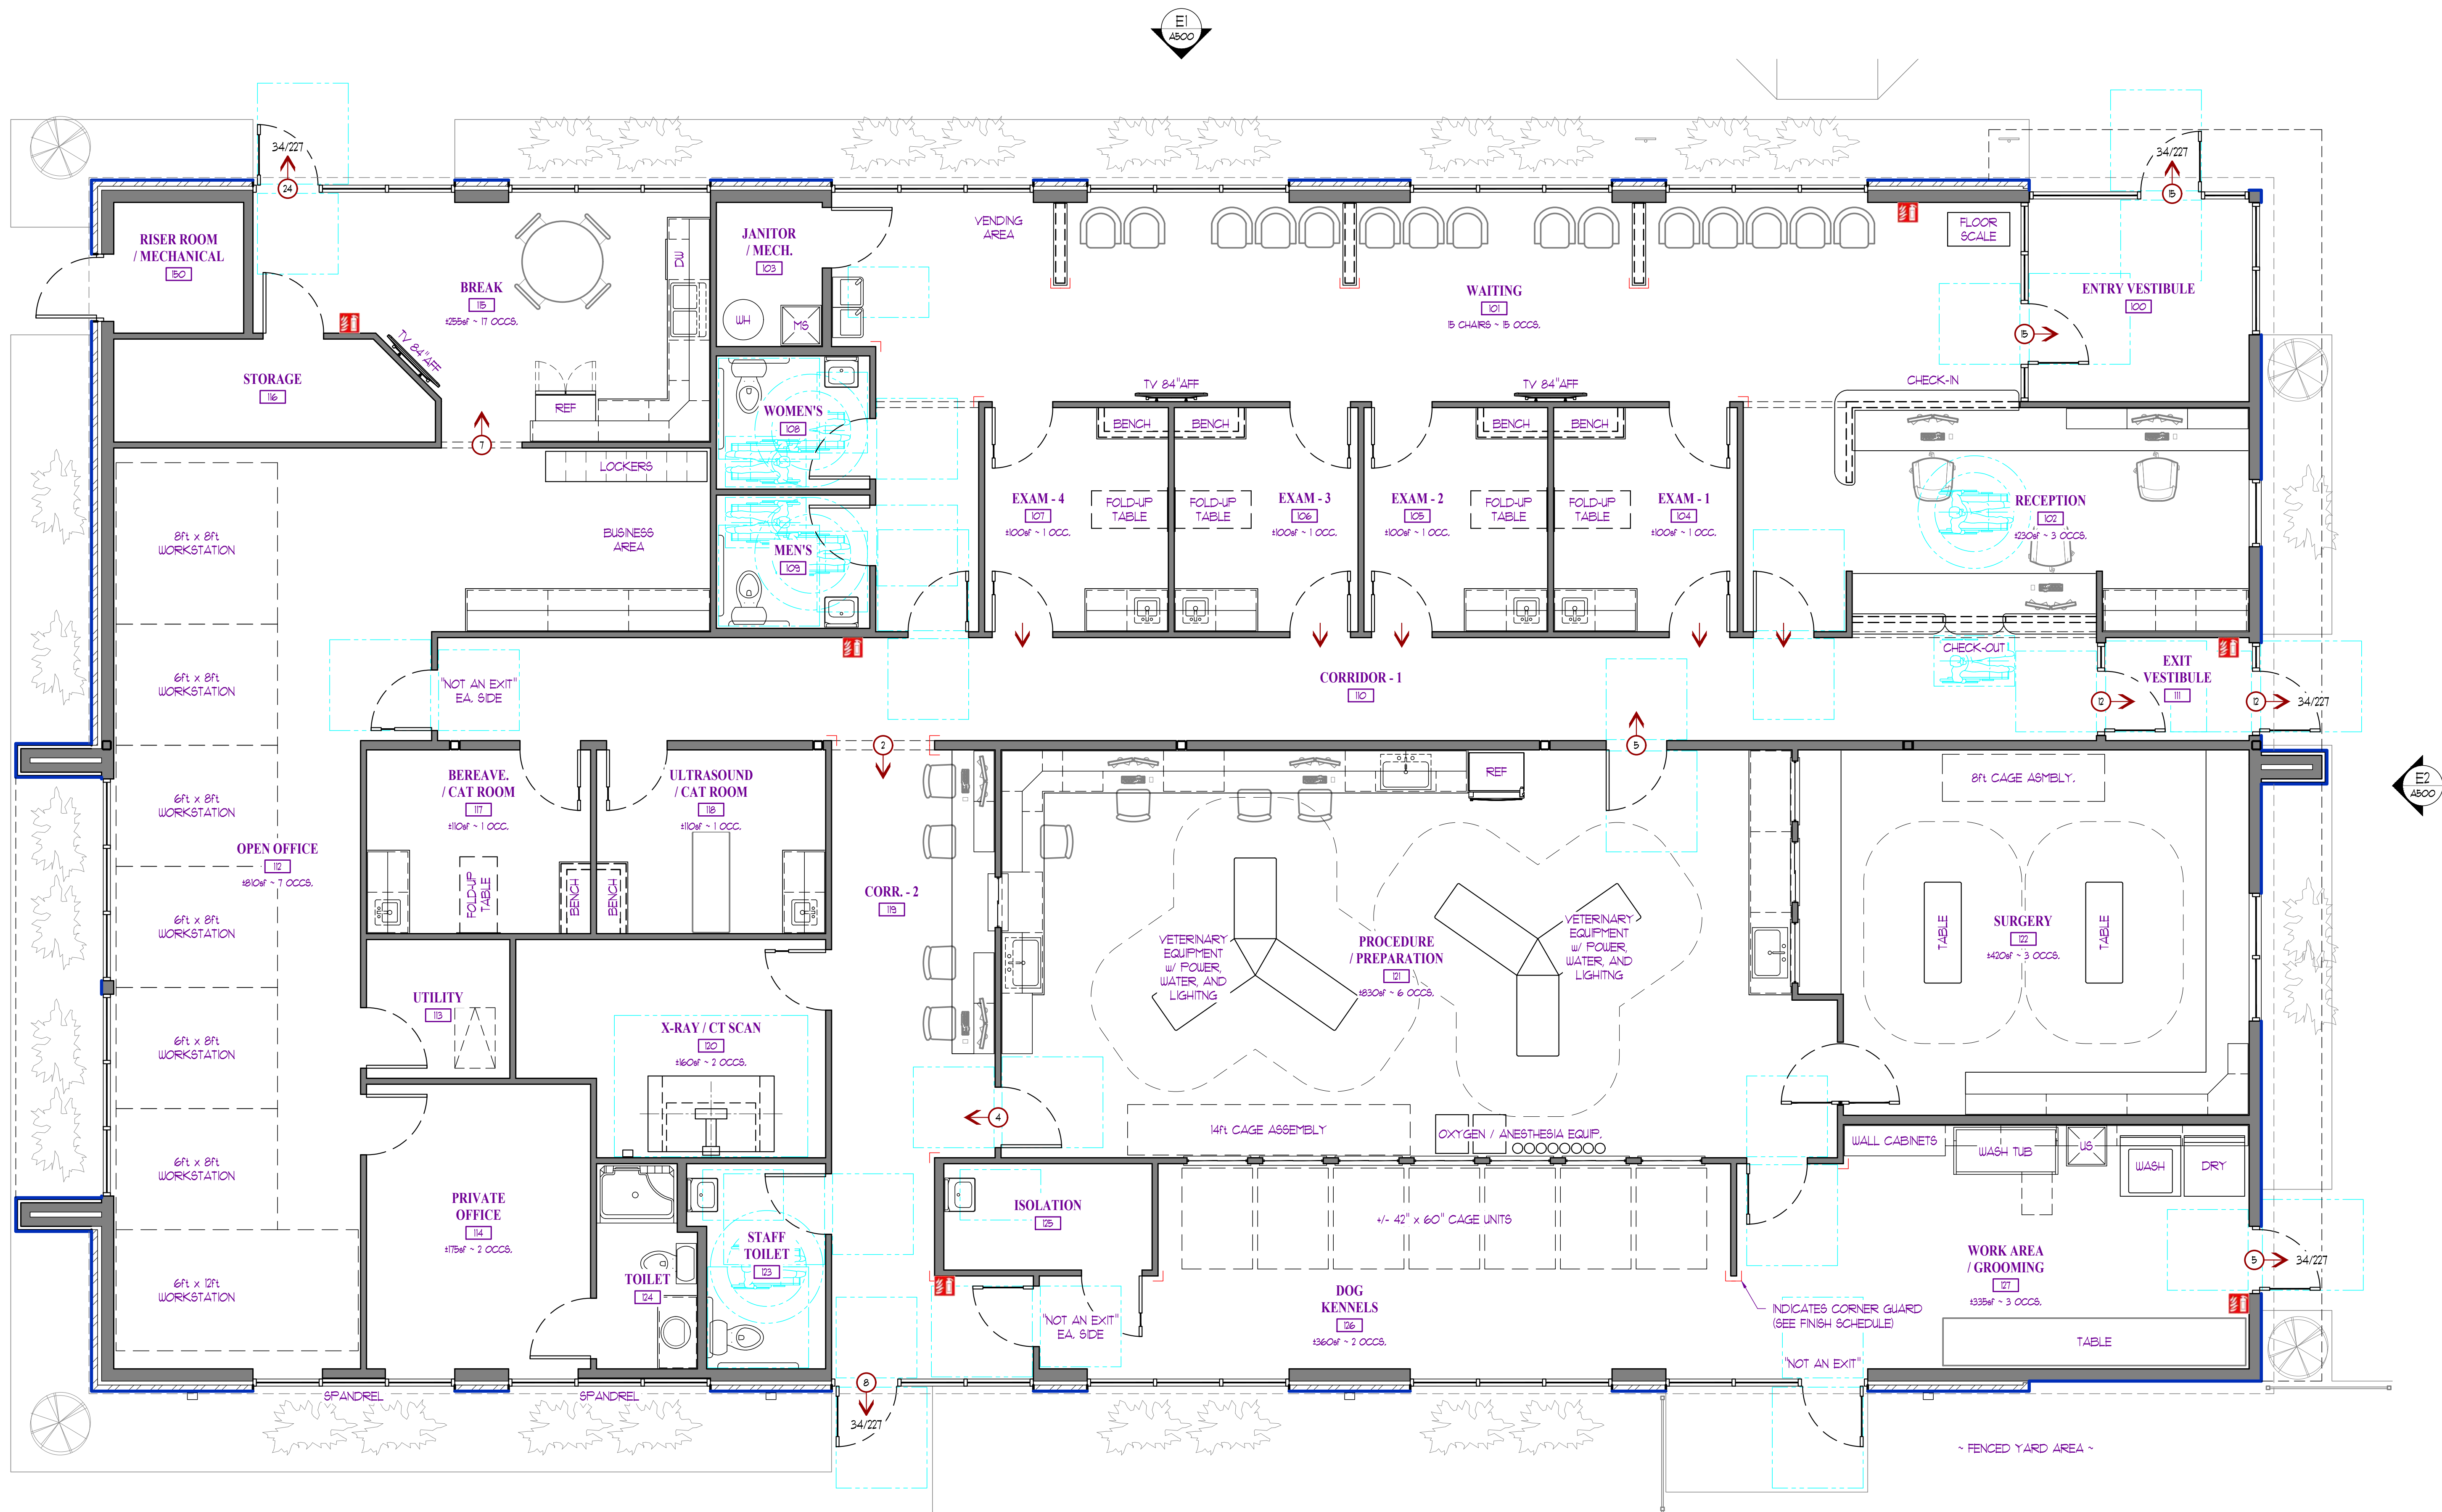 E1
A500
34/227
24
34/227
15
RISER ROOM
/ MECHANICAL
150
BREAK
115
±255sf ~ 17 OCCS.
DW
REF
TV 84"AFF
JANITOR
/ MECH.
103
WH
MS
VENDING
AREA
WAITING
101
15 CHAIRS ~ 15 OCCS.
FLOOR
SCALE
ENTRY VESTIBULE
100
15
STORAGE
116
7
WOMEN'S
108
MEN'S
109
TV 84"AFF
TV 84"AFF
CHECK-IN
BENCH
BENCH
BENCH
BENCH
LOCKERS
BUSINESS
AREA
EXAM - 4
107
±100sf ~ 1 OCC.
FOLD-UP
TABLE
FOLD-UP
TABLE
EXAM - 3
106
±100sf ~ 1 OCC.
EXAM - 2
105
±100sf ~ 1 OCC.
FOLD-UP
TABLE
FOLD-UP
TABLE
EXAM - 1
104
±100sf ~ 1 OCC.
RECEPTION
102
±230sf ~ 3 OCCS.
8ft x 8ft
WORKSTATION
6ft x 8ft
WORKSTATION
6ft x 8ft
WORKSTATION
6ft x 8ft
WORKSTATION
6ft x 8ft
WORKSTATION
6ft x 8ft
WORKSTATION
6ft x 12ft
WORKSTATION
OPEN OFFICE
112
±810sf ~ 7 OCCS.
"NOT AN EXIT"
EA. SIDE
CORRIDOR - 1
110
CHECK-OUT
EXIT
VESTIBULE
111
12
12
34/227
2
5
BEREAVE.
/ CAT ROOM
117
±110sf ~ 1 OCC.
FOLD-UP
TABLE
BENCH
ULTRASOUND
/ CAT ROOM
118
±110sf ~ 1 OCC.
BENCH
CORR. - 2
119
REF
VETERINARY
EQUIPMENT
w/ POWER,
WATER, AND
LIGHITNG
PROCEDURE
/ PREPARATION
121
±830sf ~ 6 OCCS.
VETERINARY
EQUIPMENT
w/ POWER,
WATER, AND
LIGHITNG
8ft CAGE ASMBLY.
TABLE
SURGERY
122
±420sf ~ 3 OCCS.
TABLE
E2
A500
UTILITY
113
X-RAY / CT SCAN
120
±160sf ~ 2 OCCS.
4
14ft CAGE ASSEMBLY
OXYGEN / ANESTHESIA EQUIP.
WALL CABINETS
WASH TUB
US
WASH
DRY
PRIVATE
OFFICE
114
±175sf ~ 2 OCCS.
TOILET
124
STAFF
TOILET
123
ISOLATION
125
+/- 42" x 60" CAGE UNITS
"NOT AN EXIT"
EA. SIDE
DOG
KENNELS
126
±360sf ~ 2 OCCS.
INDICATES CORNER GUARD
(SEE FINISH SCHEDULE)
WORK AREA
/ GROOMING
127
±335sf ~ 3 OCCS.
5
34/227
TABLE
"NOT AN EXIT"
SPANDREL
SPANDREL
8
34/227
~ FENCED YARD AREA ~